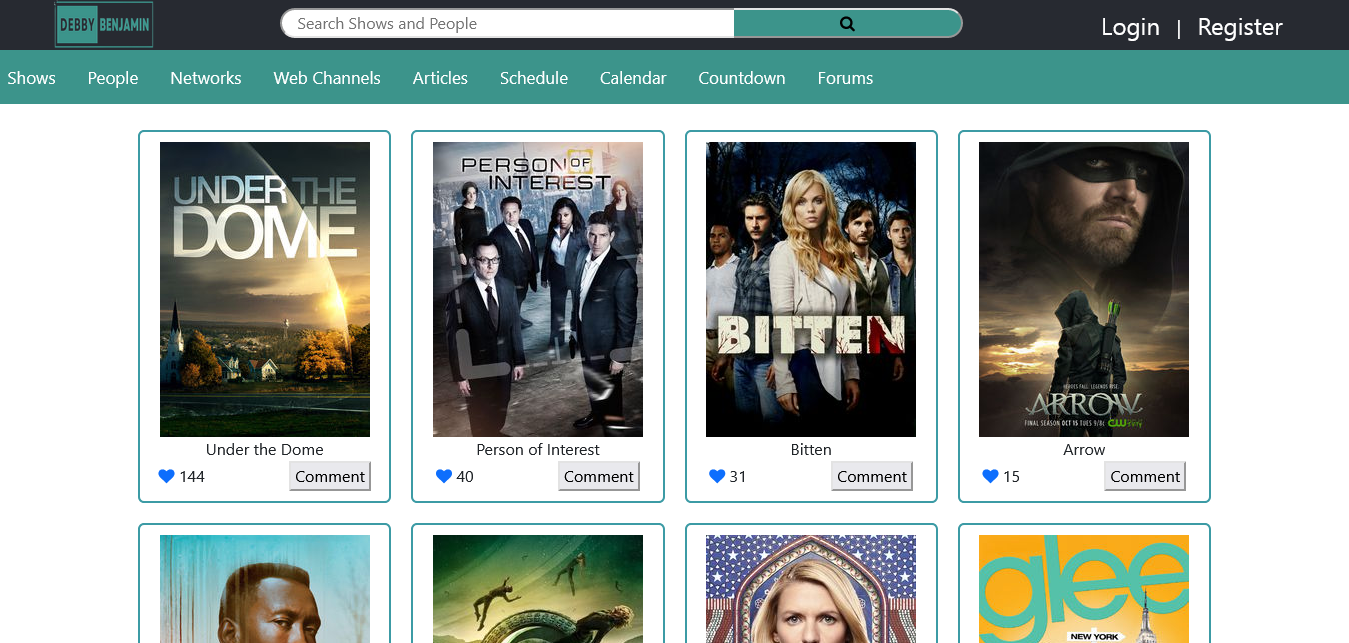 DEBBY BENJAMIN
Search Shows and People
Login | Register
Shows People Networks Web Channels Articles Schedule Calendar Countdown Forums
UNDER THE
DOME
PERSON OF
INTEREST
BITTEN
HEROES FALL. LEGENDS RISE.
ARROW
FINAL SEASON OCT 15 TUES 9/8c CW
Under the Dome
Person of Interest
Bitten
Arrow
144 Comment
40 Comment
31 Comment
15 Comment
glee
NEW YORK